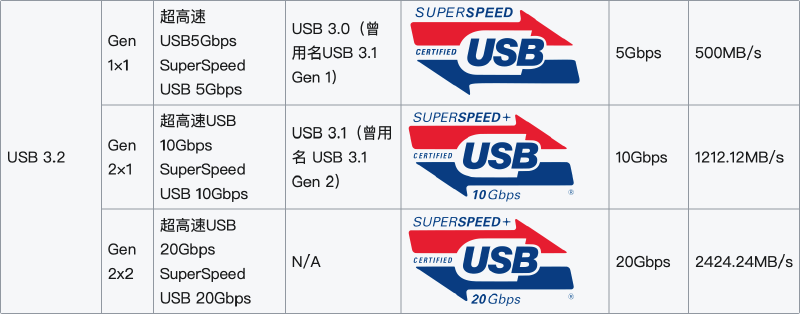 USB 3.2
Gen
1×1
超高速
USB5Gbps
SuperSpeed
USB 5Gbps
USB 3.0（曾
用名USB 3.1
Gen 1）
SUPERSPEED
CERTIFIED USB
5Gbps
500MB/s
Gen
2×1
超高速USB
10Gbps
SuperSpeed
USB 10Gbps
USB 3.1（曾用
名 USB 3.1
Gen 2）
SUPERSPEED+
CERTIFIED USB
10Gbps ®
10Gbps
1212.12MB/s
Gen
2x2
超高速USB
20Gbps
SuperSpeed
USB 20Gbps
N/A
SUPERSPEED+
CERTIFIED USB
20Gbps ®
20Gbps
2424.24MB/s